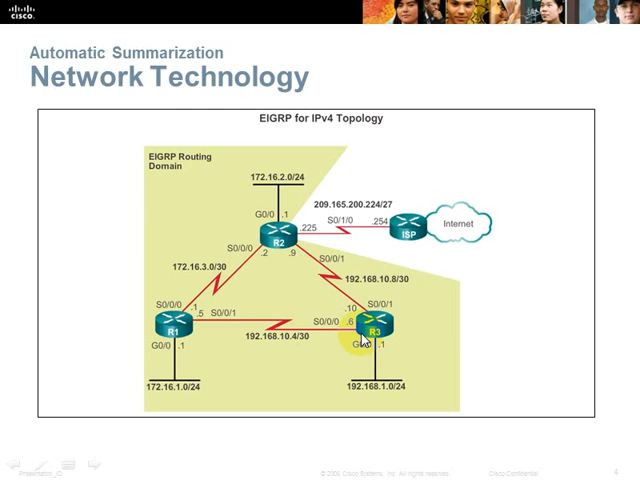 CISCO
Automatic Summarization
Network Technology
EIGRP for IPv4 Topology
EIGRP Routing
Domain
172.16.2.0/24
209.165.200.224/27
G0/0 .1
S0/1/0
.225
.254
R2
ISP
Internet
S0/0/0
.2
.9
S0/0/1
172.16.3.0/30
192.168.10.8/30
S0/0/0
.1
.5
S0/0/1
.10
S0/0/1
R1
192.168.10.4/30
S0/0/0
.6
R3
G0/0 .1
.1
172.16.1.0/24
192.168.1.0/24
Presentation_ID
© 2008 Cisco Systems, Inc. All rights reserved.
Cisco Confidential
4